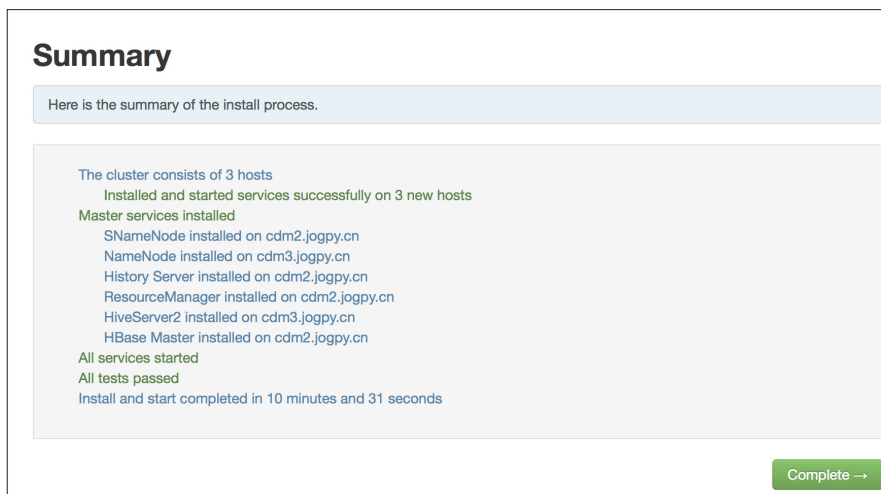 Summary
Here is the summary of the install process.
The cluster consists of 3 hosts
Installed and started services successfully on 3 new hosts
Master services installed
SNameNode installed on cdm2.jogpy.cn
NameNode installed on cdm3.jogpy.cn
History Server installed on cdm2.jogpy.cn
ResourceManager installed on cdm2.jogpy.cn
HiveServer2 installed on cdm3.jogpy.cn
HBase Master installed on cdm2.jogpy.cn
All services started
All tests passed
Install and start completed in 10 minutes and 31 seconds
Complete →